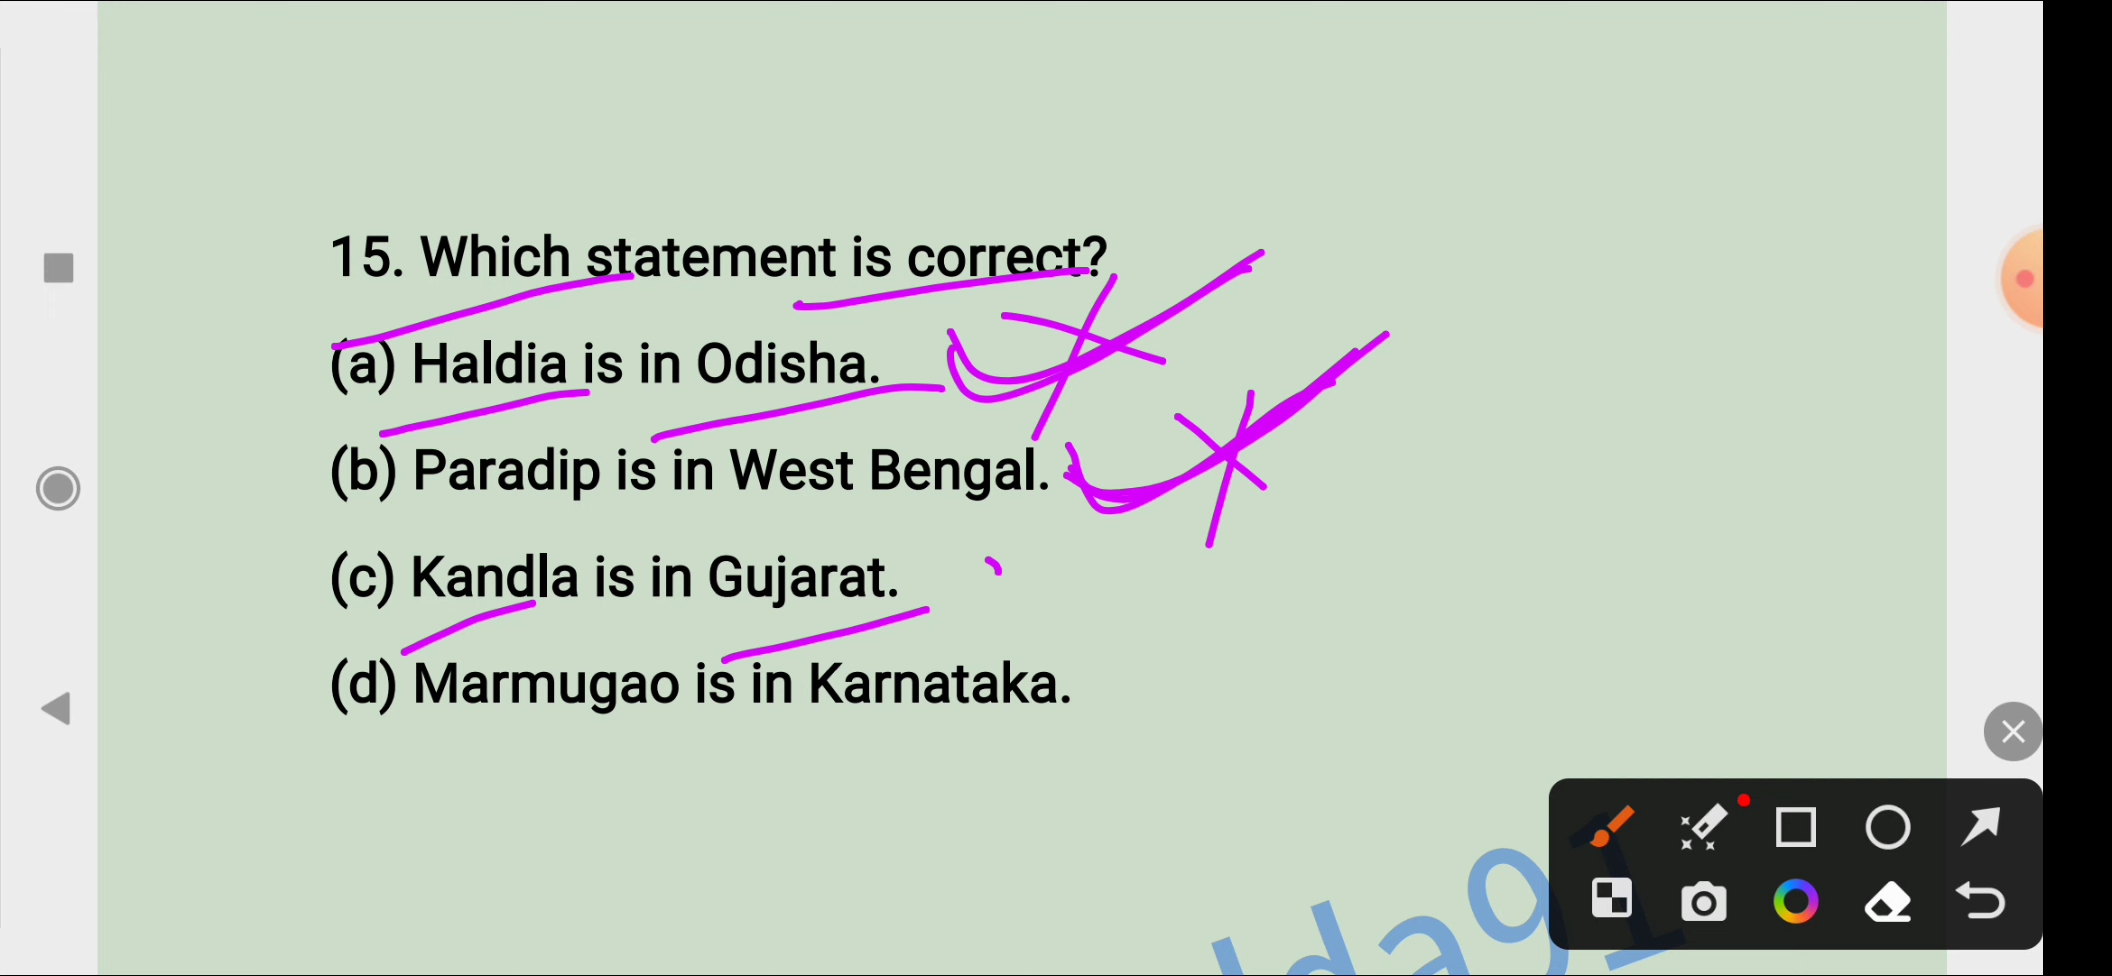 15. Which statement is correct?
(a) Haldia is in Odisha.
(b) Paradip is in West Bengal.
(c) Kandla is in Gujarat.
(d) Marmugao is in Karnataka.